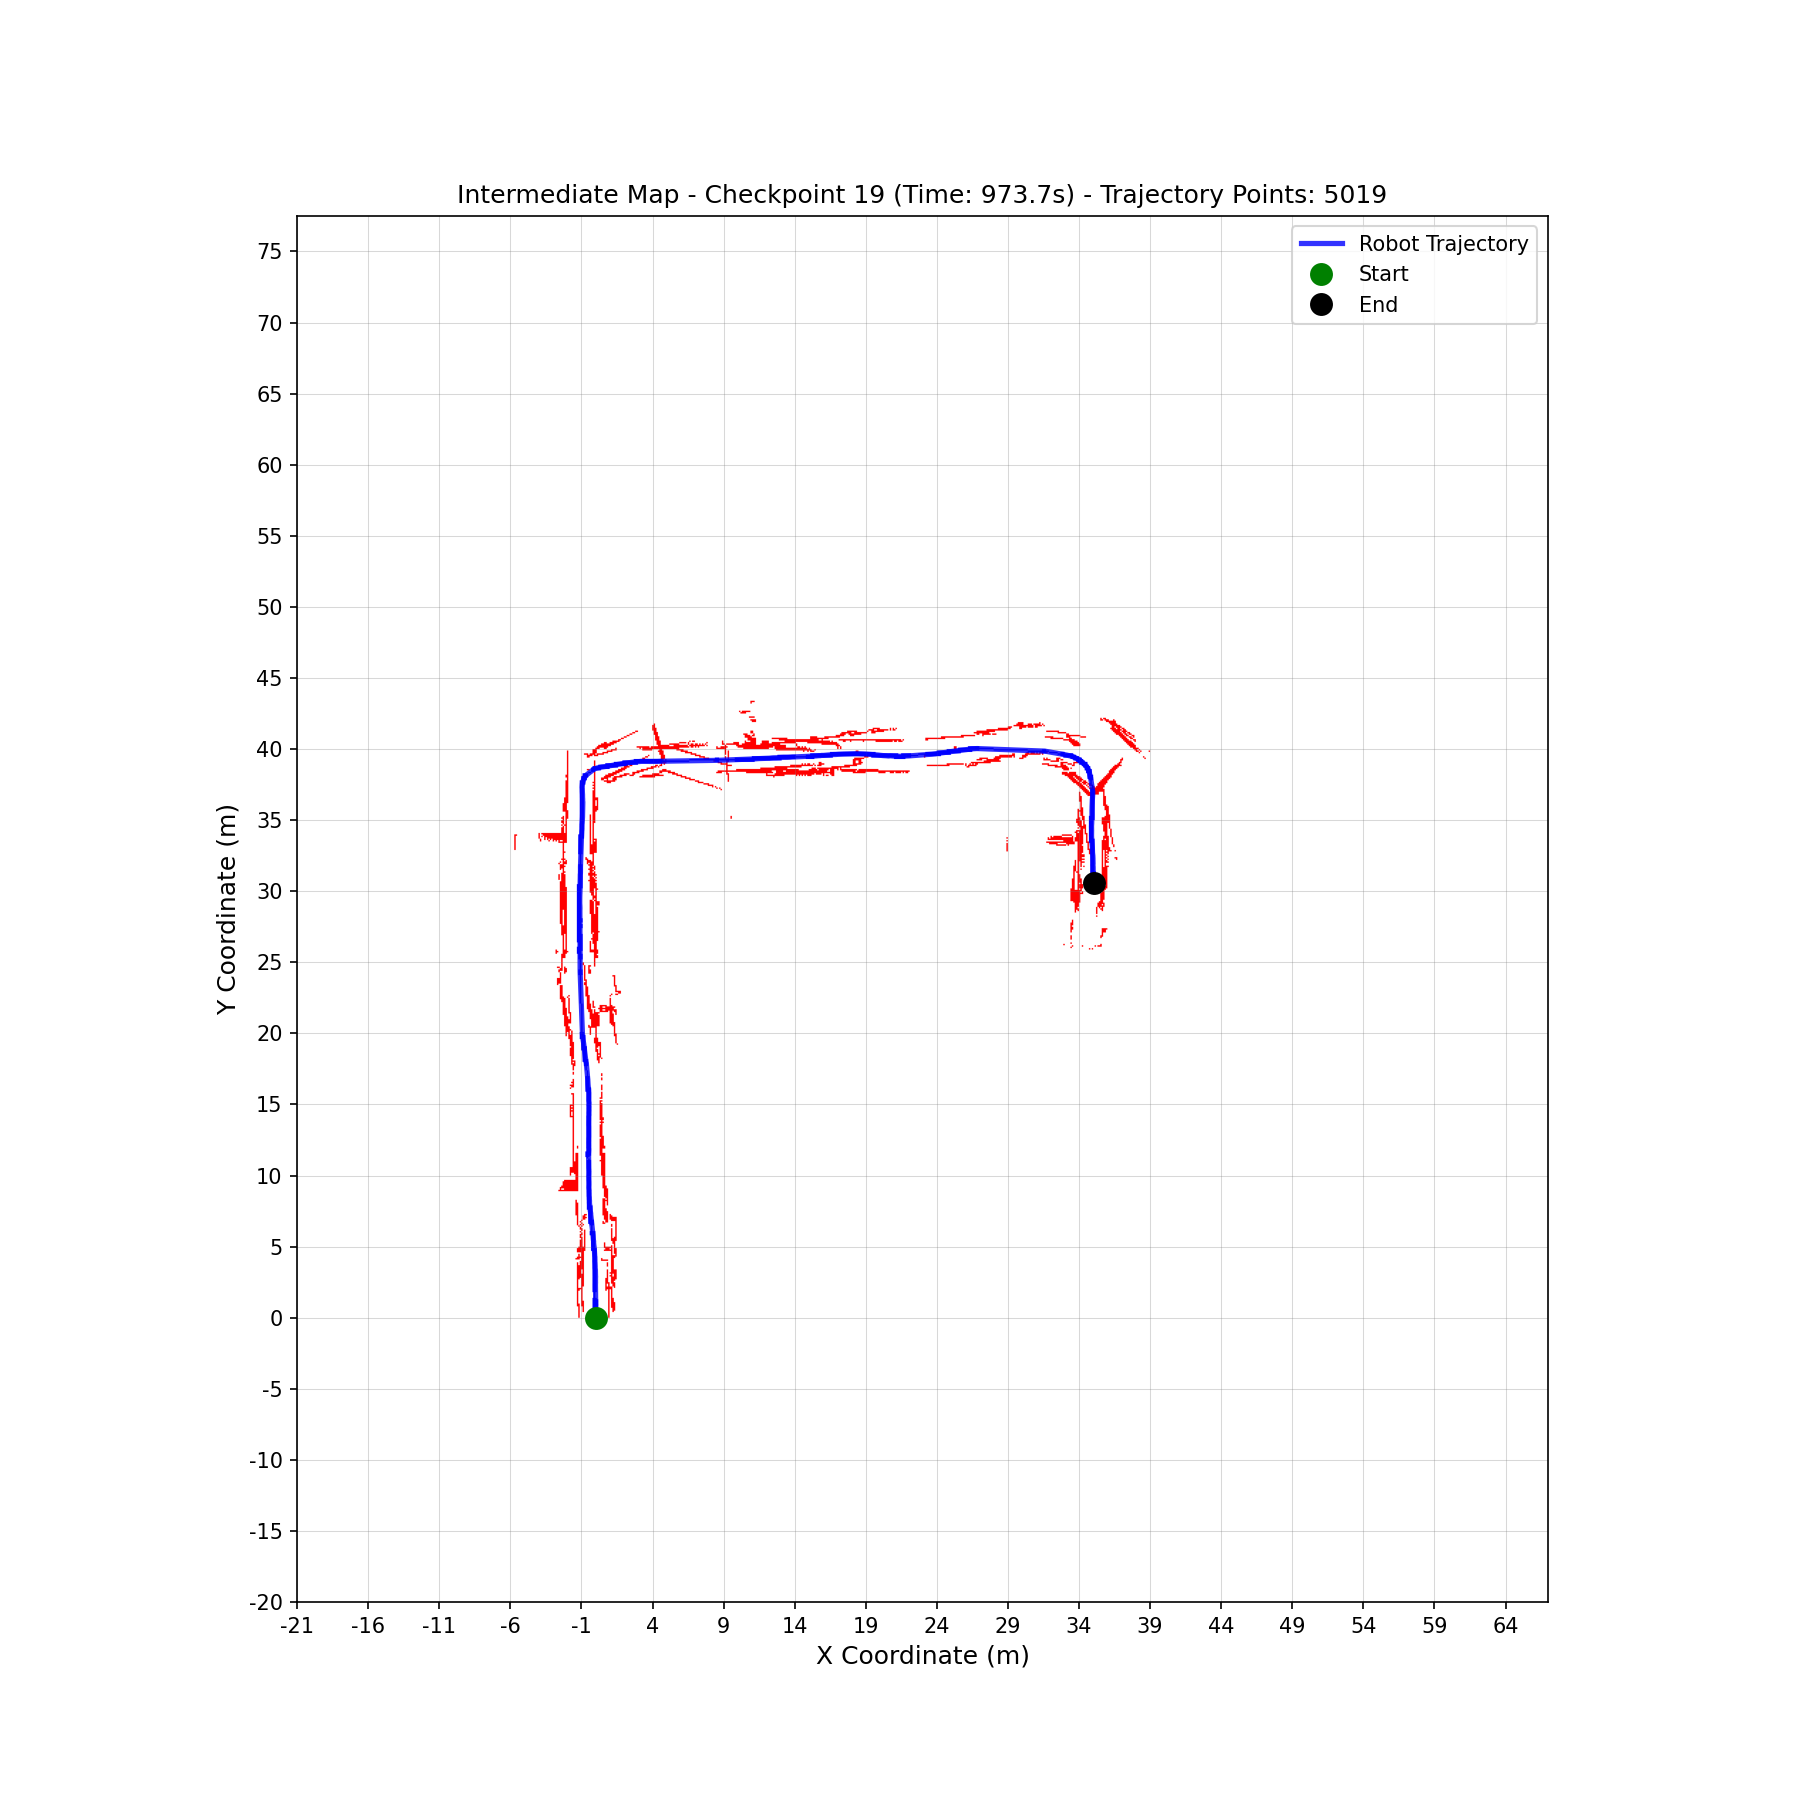 Intermediate Map - Checkpoint 19 (Time: 973.7s) - Trajectory Points: 5019
Robot Trajectory
Start
End
Y Coordinate (m)
75
70
65
60
55
50
45
40
35
30
25
20
15
10
5
0
-5
-10
-15
-20
-21 -16 -11 -6 -1 4 9 14 19 24 29 34 39 44 49 54 59 64
X Coordinate (m)